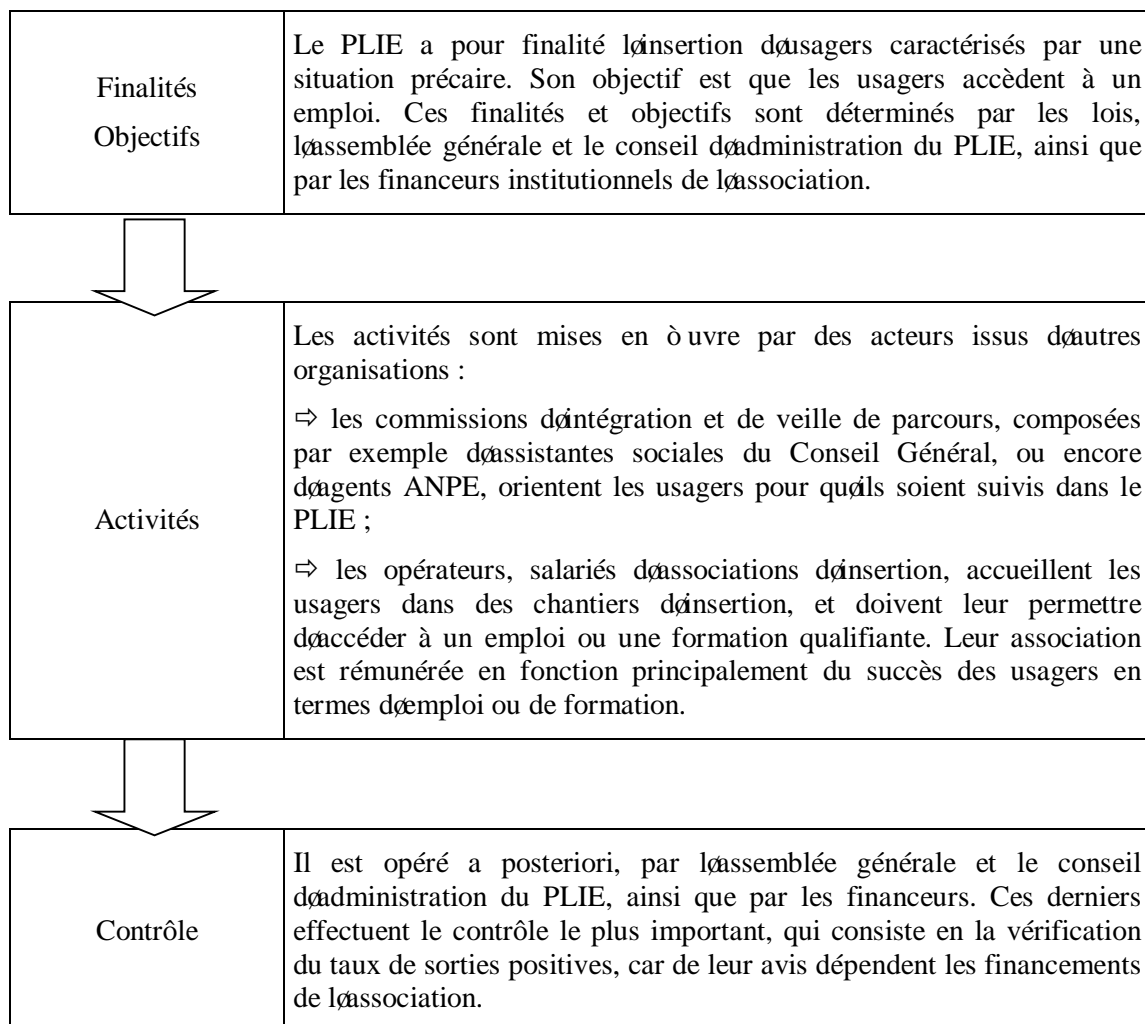 Finalités
Objectifs
Le PLIE a pour finalité løinsertion døusagers caractérisés par une
situation précaire. Son objectif est que les usagers accèdent à un
emploi. Ces finalités et objectifs sont déterminés par les lois,
løassemblée générale et le conseil døadministration du PLIE, ainsi que
par les financeurs institutionnels de løassociation.
Activités
Les activités sont mises en ò uvre par des acteurs issus døautres
organisations :
⇨ les commissions døintégration et de veille de parcours, composées
par exemple døassistantes sociales du Conseil Général, ou encore
døagents ANPE, orientent les usagers pour quøils soient suivis dans le
PLIE ;
⇨ les opérateurs, salariés døassociations døinsertion, accueillent les
usagers dans des chantiers døinsertion, et doivent leur permettre
døaccéder à un emploi ou une formation qualifiante. Leur association
est rémunérée en fonction principalement du succès des usagers en
termes døemploi ou de formation.
Contrôle
Il est opéré a posteriori, par løassemblée générale et le conseil
døadministration du PLIE, ainsi que par les financeurs. Ces derniers
effectuent le contrôle le plus important, qui consiste en la vérification
du taux de sorties positives, car de leur avis dépendent les financements
de løassociation.